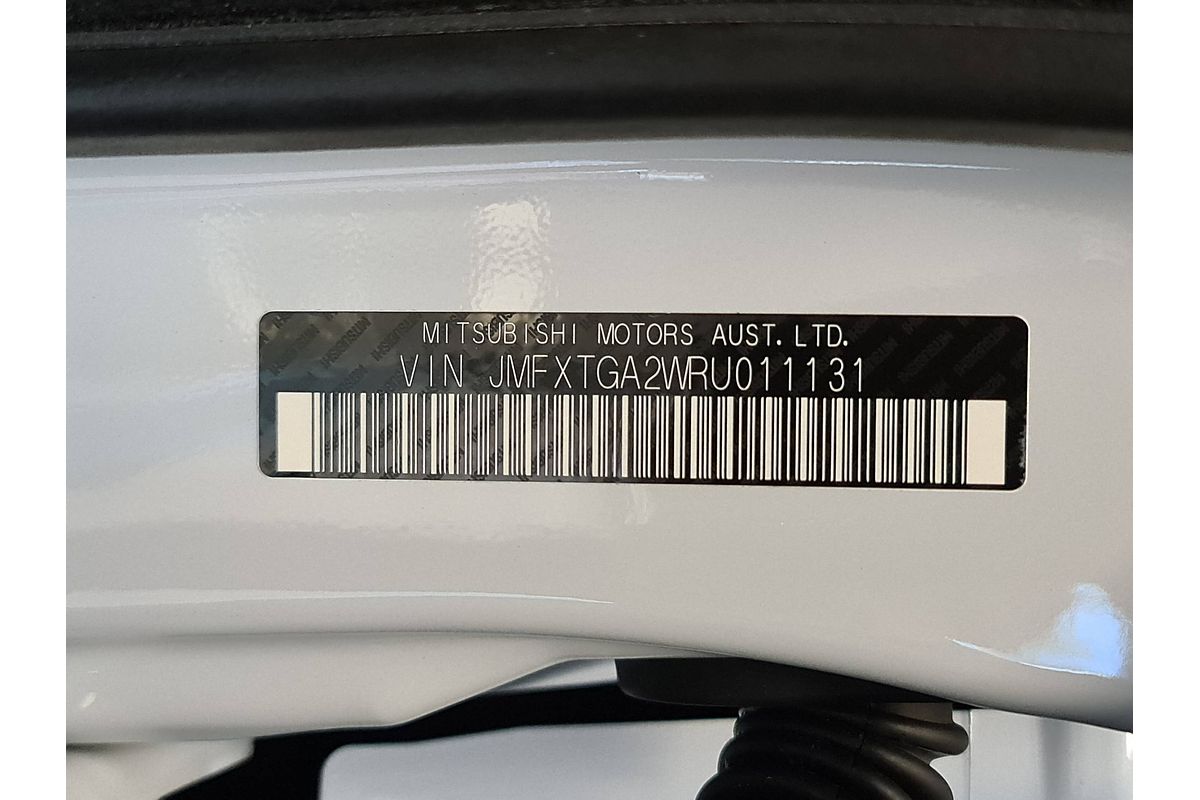 MITSUBISHI MOTORS AUST. LTD.
VIN JMFXTGA2WRU011131